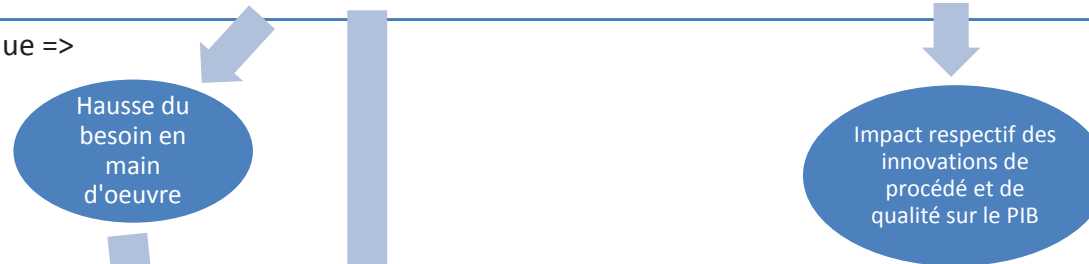 ue =>
Hausse du
besoin en
main
d'oeuvre
Impact respectif des
innovations de
procédé et de
qualité sur le PIB